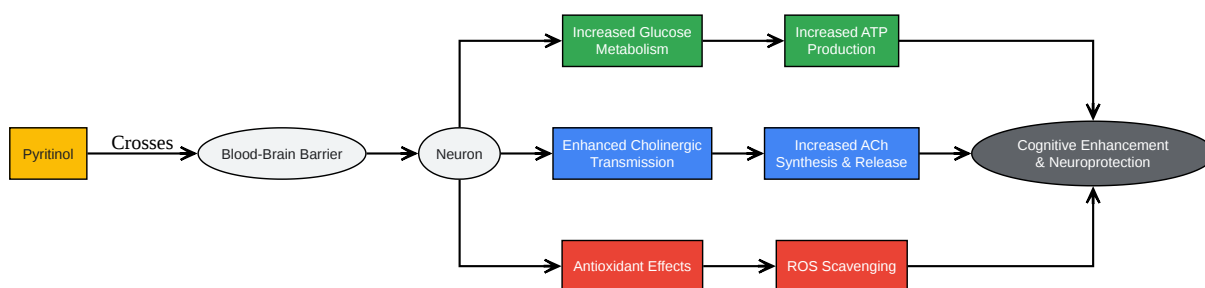 Increased Glucose
Metabolism
Increased ATP
Production
Pyritinol
Crosses
Blood-Brain Barrier
Neuron
Enhanced Cholinergic
Transmission
Increased ACh
Synthesis & Release
Cognitive Enhancement
& Neuroprotection
Antioxidant Effects
ROS Scavenging